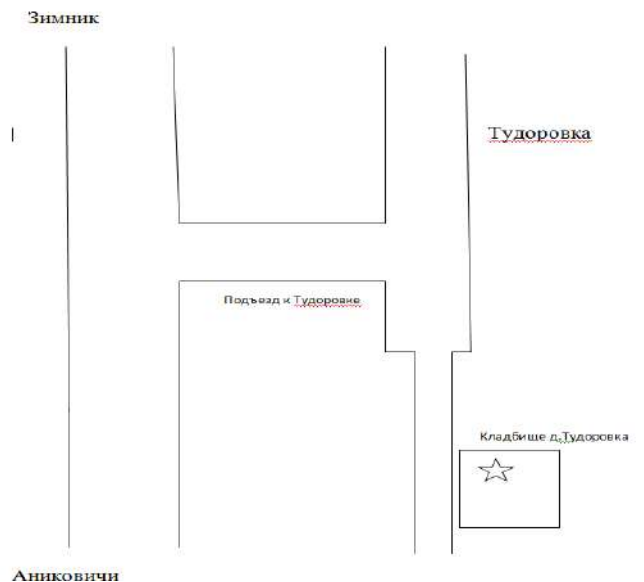 Зимник
Тудоровка
Подъезд к Тудоровке
Кладбище д.Тудоровка
Аниковичи